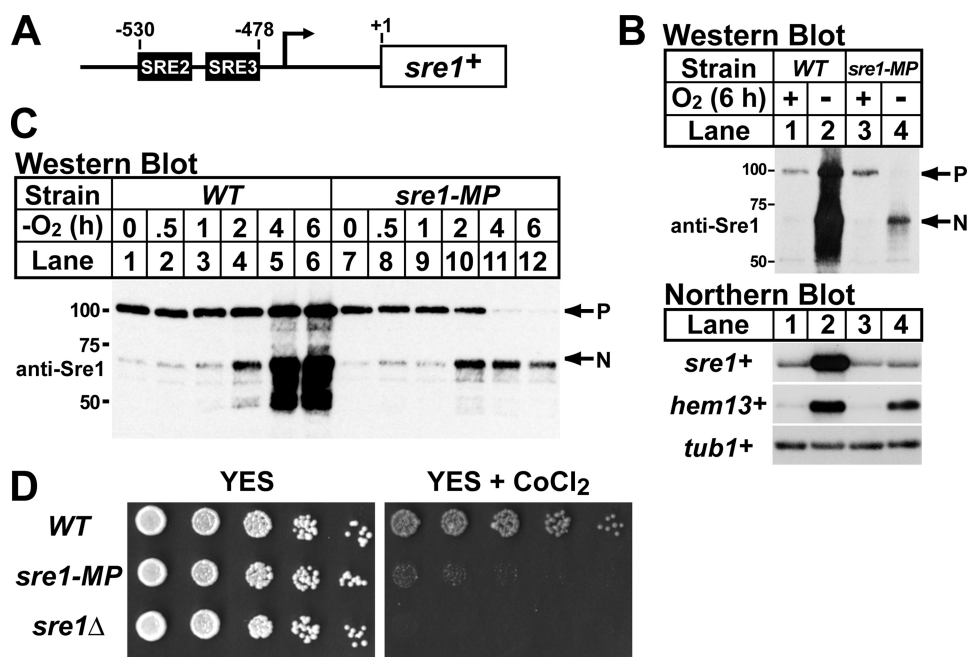 A
-530
-478
+1
SRE2
SRE3
sre1+
B
Western Blot
Strain WT sre1-MP
O2 (6 h) + - + -
Lane 1 2 3 4
100
P
75
anti-Sre1
N
50
Northern Blot
Lane 1 2 3 4
sre1+
hem13+
tub1+
C
Western Blot
Strain WT sre1-MP
-O2 (h) 0 .5 1 2 4 6 0 .5 1 2 4 6
Lane 1 2 3 4 5 6 7 8 9 10 11 12
100
P
75
anti-Sre1
N
50
D
YES
YES + CoCl2
WT
sre1-MP
sre1Δ